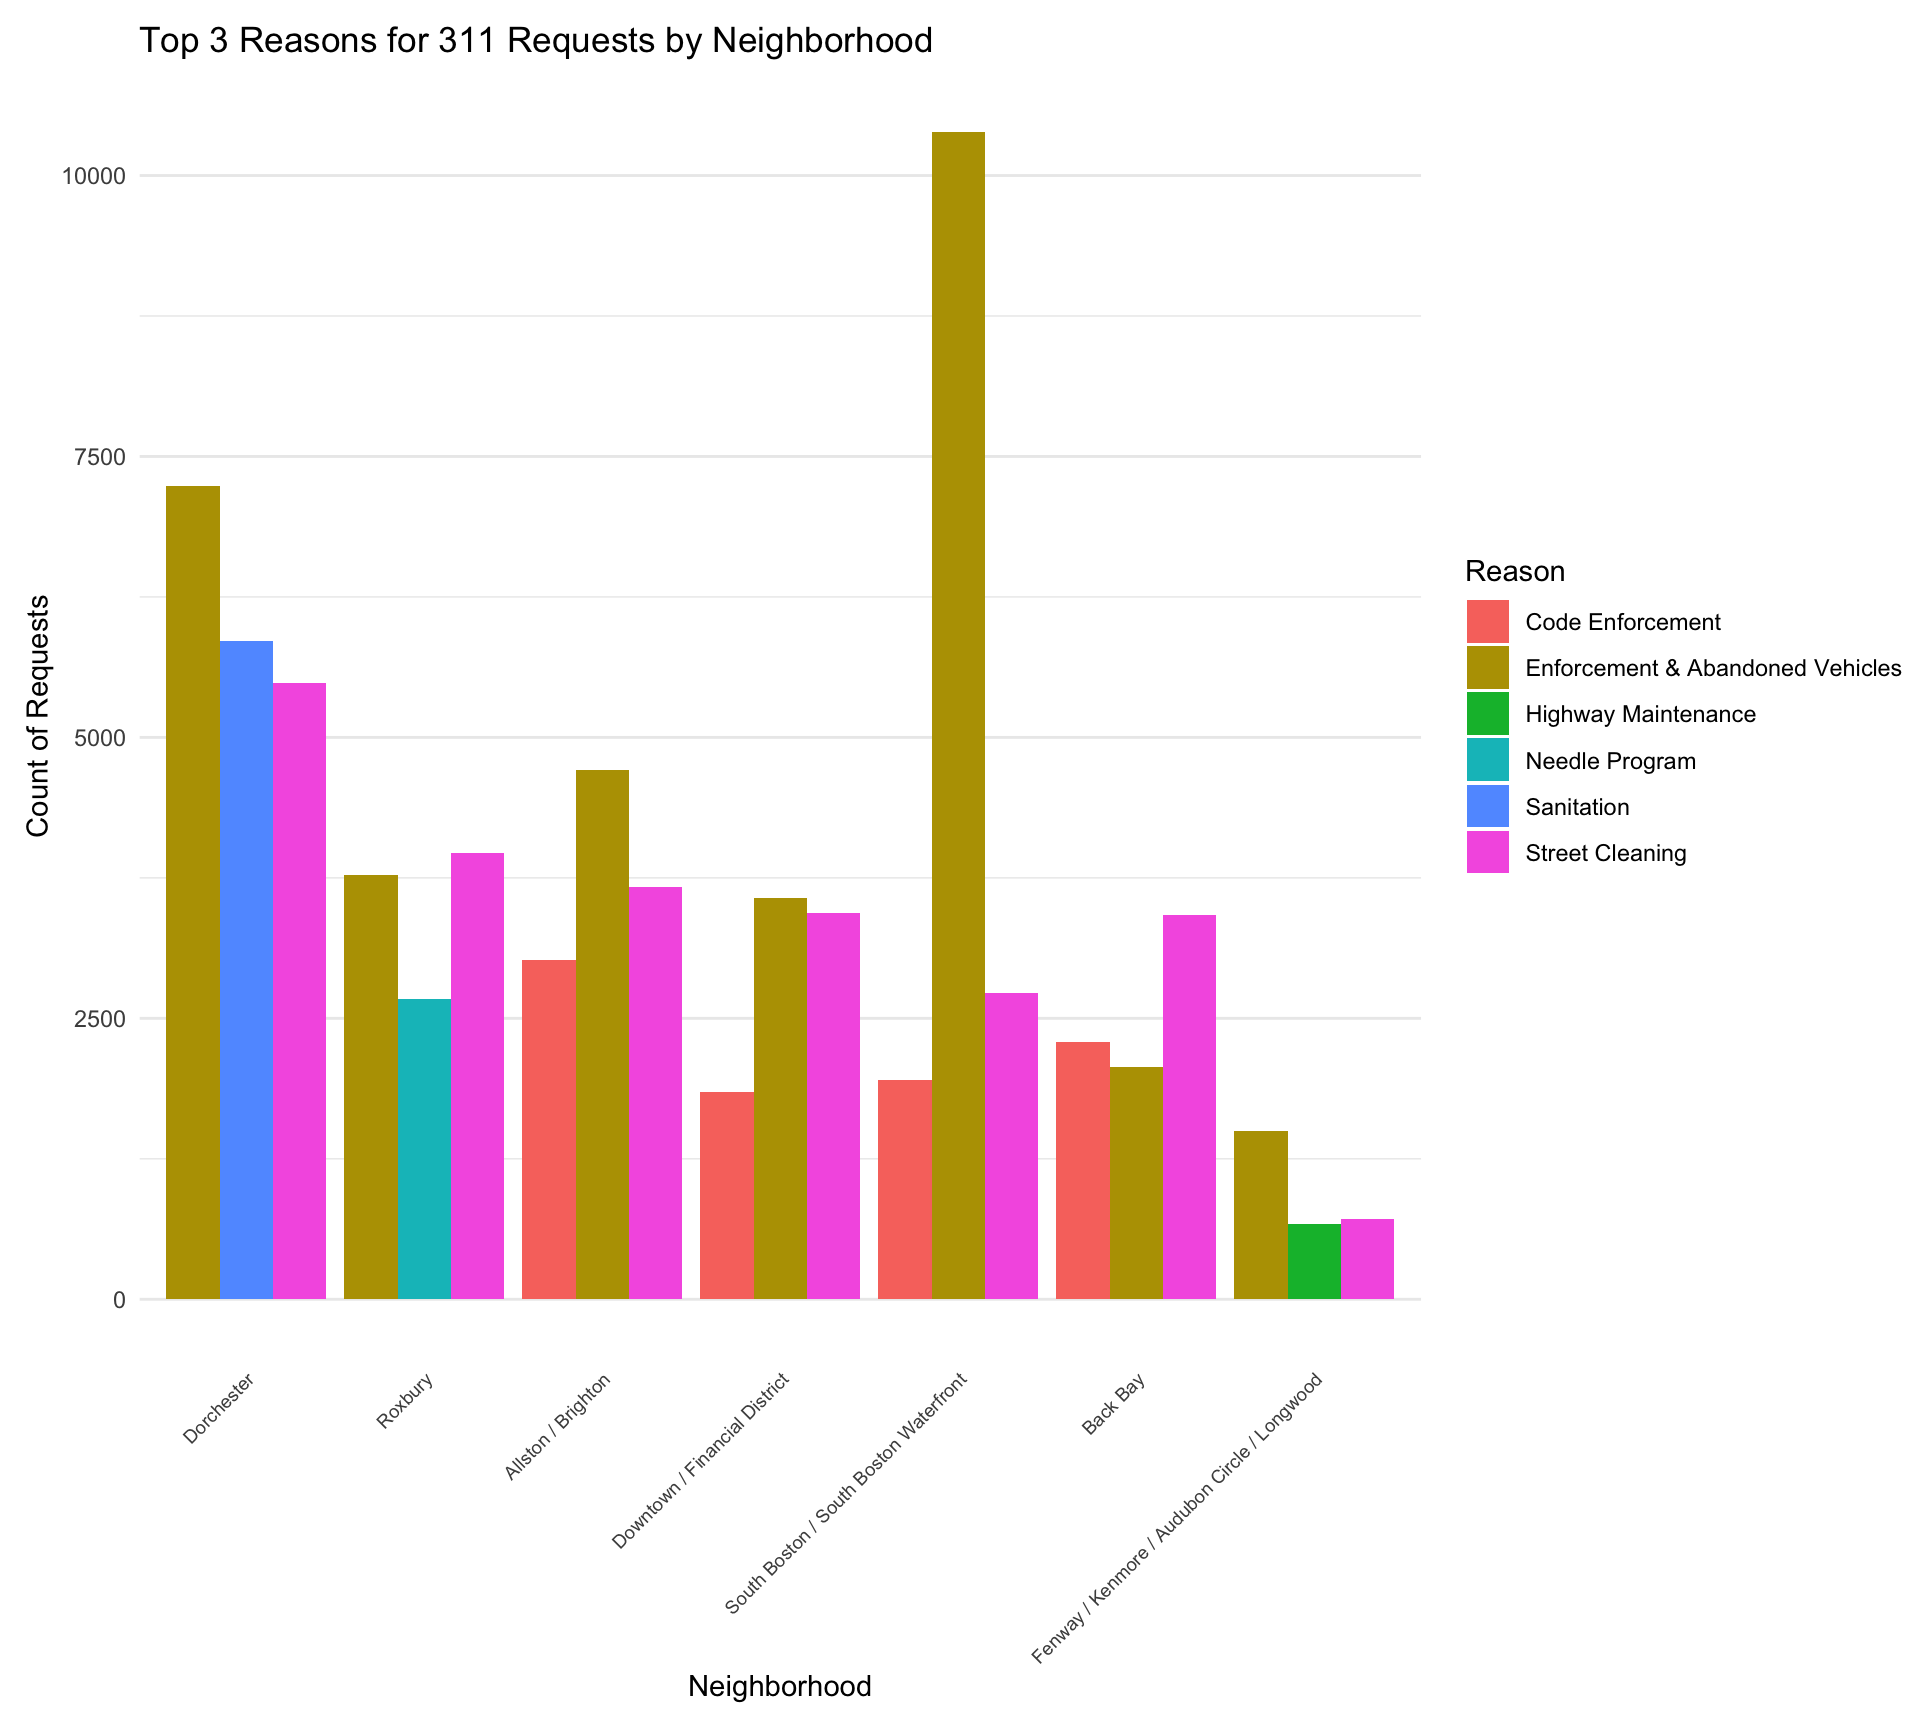 Top 3 Reasons for 311 Requests by Neighborhood
10000
7500
5000
2500
0
Count of Requests
Dorchester
Roxbury
Allston / Brighton
Downtown / Financial District
South Boston / South Boston Waterfront
Back Bay
Fenway / Kenmore / Audubon Circle / Longwood
Neighborhood
Reason
Code Enforcement
Enforcement & Abandoned Vehicles
Highway Maintenance
Needle Program
Sanitation
Street Cleaning